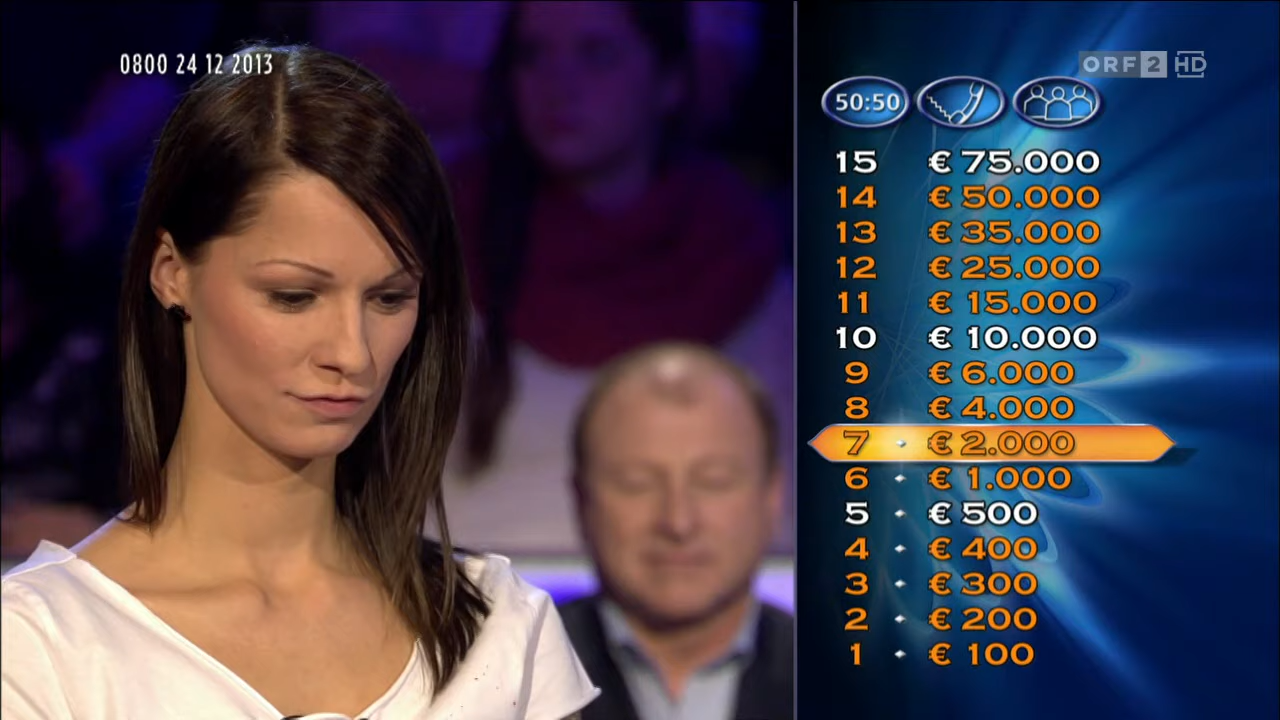 0800 24 12 2013
ORF 2 HD
50:50
15 € 75.000
14 € 50.000
13 € 35.000
12 € 25.000
11 € 15.000
10 € 10.000
9 € 6.000
8 € 4.000
7 € 2.000
6 € 1.000
5 € 500
4 € 400
3 € 300
2 € 200
1 € 100